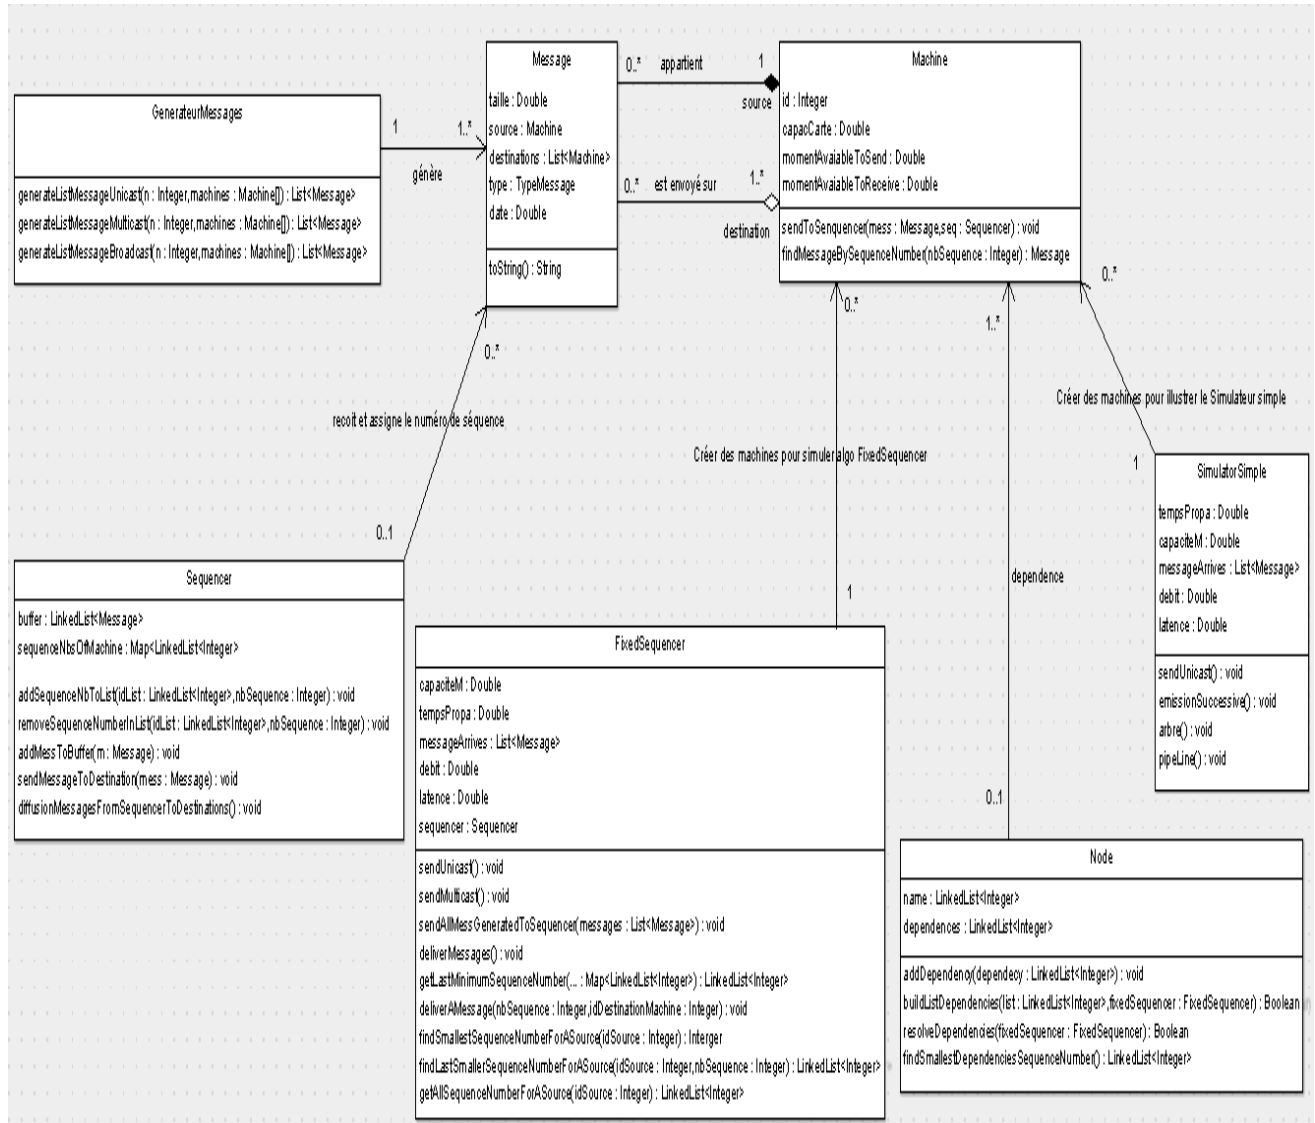 GenerateurMessages
generateListMessageUnicast(n : Integer,machines : Machine[]) : List<Message>
generateListMessageMulticast(n : Integer,machines : Machine[]) : List<Message>
generateListMessageBroadcast(n : Integer,machines : Machine[]) : List<Message>
1
1..*
génère
Message
taille : Double
source : Machine
destinations : List<Machine>
type : TypeMessage
date : Double
toString() : String
0..*
appartient
1
source
0..*
est envoyé sur
1..*
destination
Machine
id : Integer
capacCarte : Double
momentAvaiableToSend : Double
momentAvaiableToReceive : Double
sendToSenquencer(mess : Message,seq : Sequencer) : void
findMessageBySequenceNumber(nbSequence : Integer) : Message
0..*
recoit et assigne le numéro de séquence
0..1
0..*
Créer des machines pour simuler algo FixedSequencer
1
1..*
dependence
0..1
0..*
Créer des machines pour illustrer le Simulateur simple
1
SimulatorSimple
tempsPropa : Double
capaciteM : Double
messageArrives : List<Message>
debit : Double
latence : Double
sendUnicast() : void
emissionSuccessive() : void
arbre() : void
pipeLine() : void
Sequencer
buffer : LinkedList<Message>
sequenceNbsOfMachine : Map<LinkedList<Integer>
addSequenceNbToList(idList : LinkedList<Integer>,nbSequence : Integer) : void
removeSequenceNumberInList(idList : LinkedList<Integer>,nbSequence : Integer) : void
addMessToBuffer(m : Message) : void
sendMessageToDestination(mess : Message) : void
diffusionMessagesFromSequencerToDestinations() : void
FixedSequencer
capaciteM : Double
tempsPropa : Double
messageArrives : List<Message>
debit : Double
latence : Double
sequencer : Sequencer
sendUnicast() : void
sendMulticast() : void
sendAllMessGeneratedToSequencer(messages : List<Message>) : void
deliverMessages() : void
getLastMinimumSequenceNumber(... : Map<LinkedList<Integer>) : LinkedList<Integer>
deliverAMessage(nbSequence : Integer,idDestinationMachine : Integer) : void
findSmallestSequenceNumberForASource(idSource : Integer) : Interger
findLastSmallerSequenceNumberForASource(idSource : Integer,nbSequence : Integer) : LinkedList<Integer>
getAllSequenceNumberForASource(idSource : Integer) : LinkedList<Integer>
Node
name : LinkedList<Integer>
dependences : LinkedList<Integer>
addDependency(dependecy : LinkedList<Integer>) : void
buildListDependencies(list : LinkedList<Integer>,fixedSequencer : FixedSequencer) : Boolean
resolveDependencies(fixedSequencer : FixedSequencer) : Boolean
findSmallestDependenciesSequenceNumber() : LinkedList<Integer>